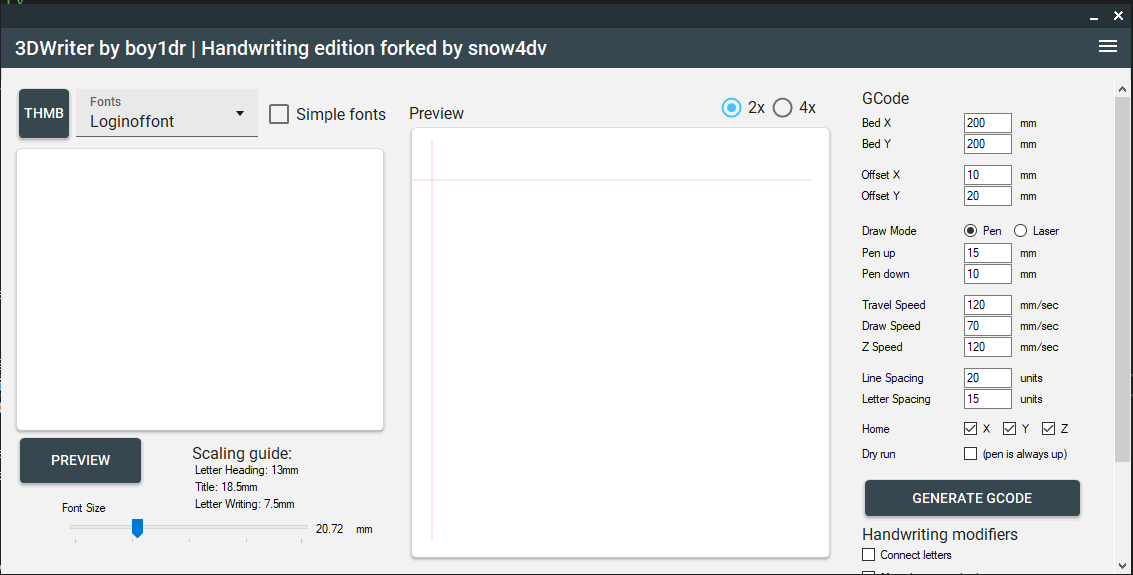 3DWriter by boy1dr | Handwriting edition forked by snow4dv
THMB
Fonts
Loginoffont
Simple fonts
Preview
2x 4x
PREVIEW
Scaling guide:
Letter Heading: 13mm
Title: 18.5mm
Letter Writing: 7.5mm
Font Size
20.72 mm
GCode
Bed X 200 mm
Bed Y 200 mm
Offset X 10 mm
Offset Y 20 mm
Draw Mode Pen Laser
Pen up 15 mm
Pen down 10 mm
Travel Speed 120 mm/sec
Draw Speed 70 mm/sec
Z Speed 120 mm/sec
Line Spacing 20 units
Letter Spacing 15 units
Home X Y Z
Dry run (pen is always up)
GENERATE GCODE
Handwriting modifiers
Connect letters